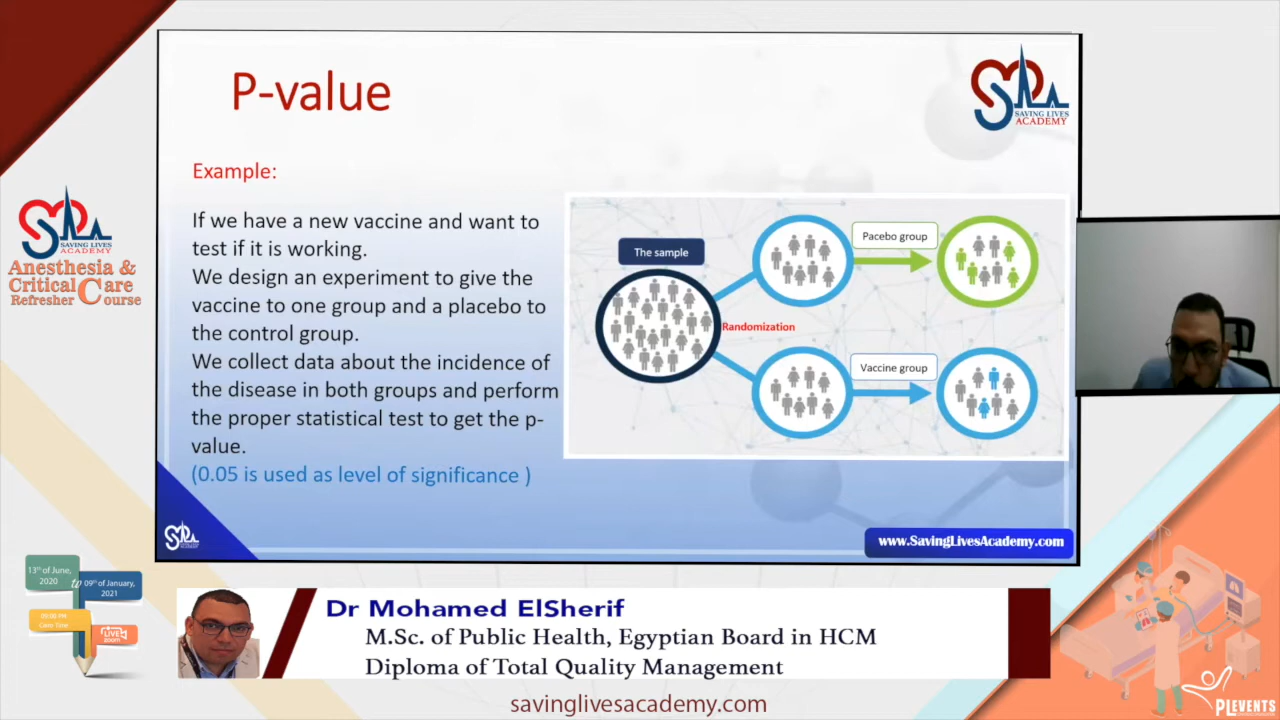 P-value
SAVING LIVES
ACADEMY
Example:
If we have a new vaccine and want to
test if it is working.
We design an experiment to give the
vaccine to one group and a placebo to
the control group.
We collect data about the incidence of
the disease in both groups and perform
the proper statistical test to get the p-
value.
(0.05 is used as level of significance )
The sample
Randomization
Pacebo group
Vaccine group
www.SavingLivesAcademy.com
SAVING LIVES
ACADEMY
Anesthesia &
Critical Care
Refresher Course
13th of June,
2020
to
09th of January,
2021
LIVE
zoom
Dr Mohamed ElSherif
M.Sc. of Public Health, Egyptian Board in HCM
Diploma of Total Quality Management
savinglivesacademy.com
PLEVENTS